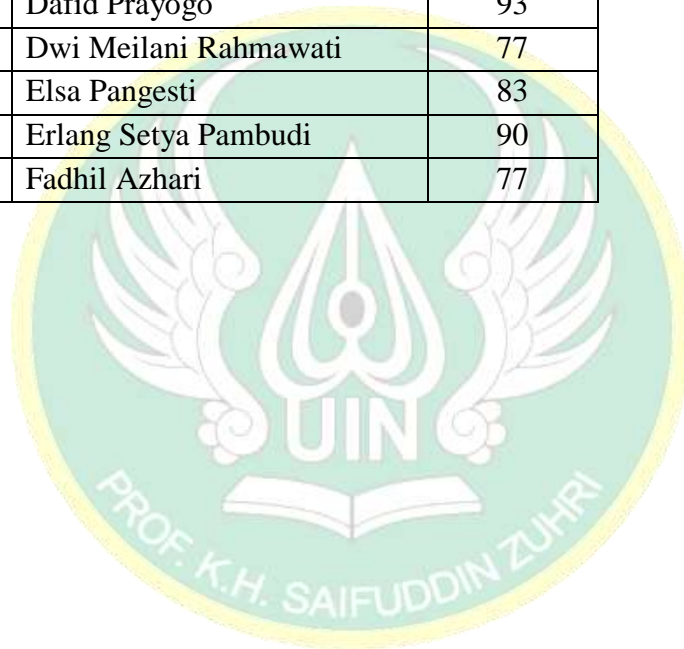 Dafid Prayogo 93
Dwi Meilani Rahmawati 77
Elsa Pangesti 83
Erlang Setya Pambudi 90
Fadhil Azhari 77
UIN
PROF. K.H. SAIFUDDIN ZUHRI